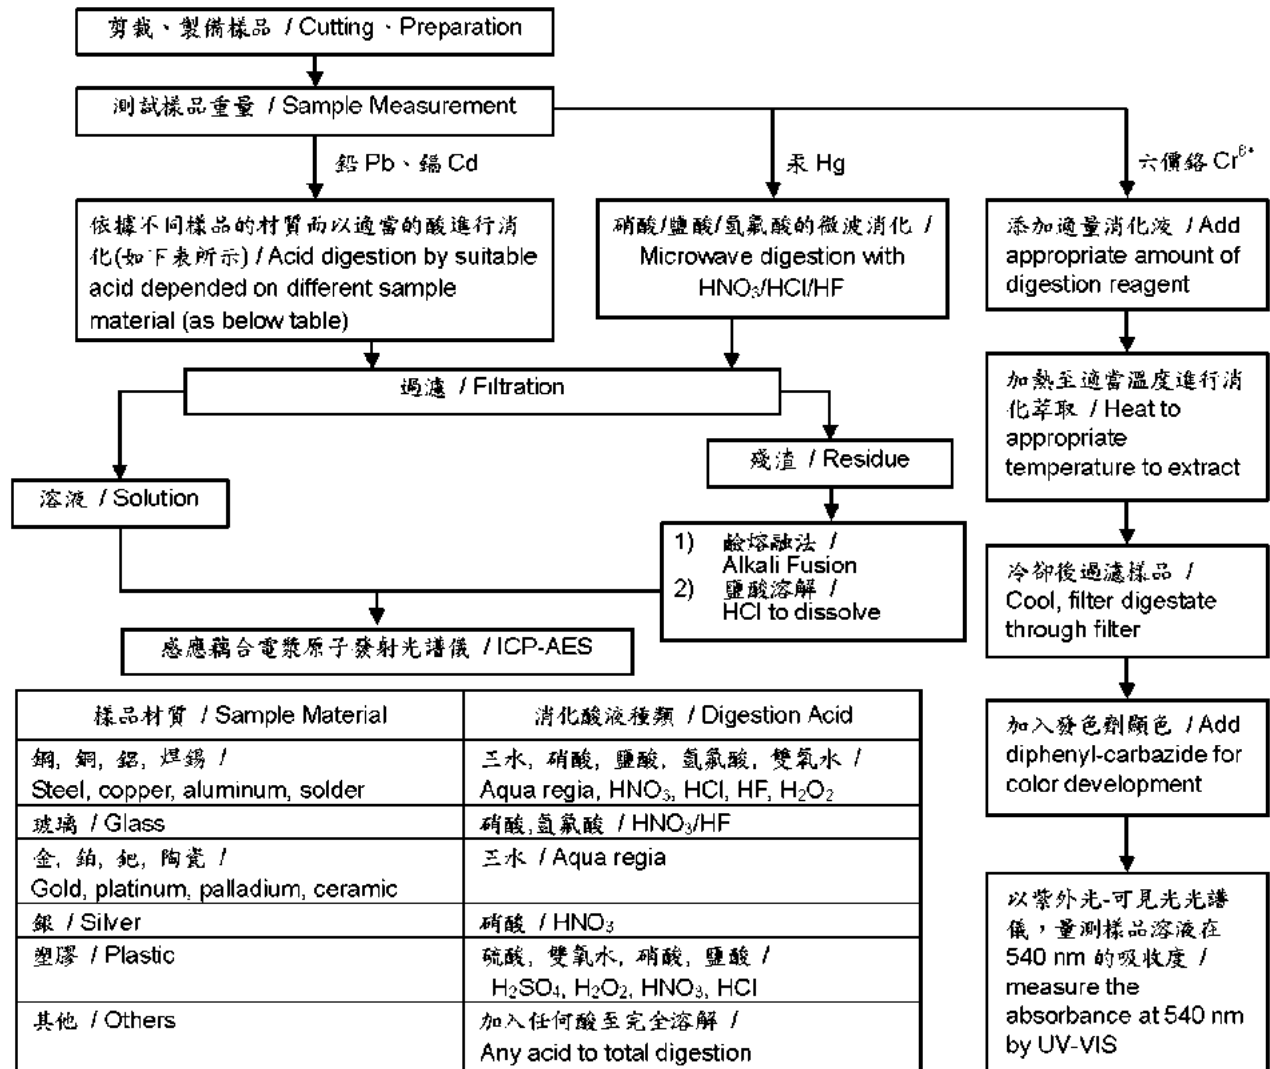 剪裁、製備樣品 / Cutting、Preparation
測試樣品重量 / Sample Measurement
鉛 Pb、鎘 Cd
汞 Hg
六價鉻 Cr⁶⁺
依據不同樣品的材質而以適當的酸進行消
化(如下表所示) / Acid digestion by suitable
acid depended on different sample
material (as below table)
硝酸/鹽酸/氫氟酸的微波消化 /
Microwave digestion with
HNO₃/HCl/HF
添加適量消化液 / Add
appropriate amount of
digestion reagent
過濾 / Filtration
加熱至適當溫度進行消
化萃取 / Heat to
appropriate
temperature to extract
殘渣 / Residue
溶液 / Solution
1) 鹼熔融法 /
Alkali Fusion
2) 鹽酸溶解 /
HCl to dissolve
冷卻後過濾樣品 /
Cool, filter digestate
through filter
感應藕合電漿原子發射光譜儀 / ICP-AES
加入發色劑顯色 / Add
diphenyl-carbazide for
color development
以紫外光-可見光光譜
儀，量測樣品溶液在
540 nm 的吸收度 /
measure the
absorbance at 540 nm
by UV-VIS
樣品材質 / Sample Material
消化酸液種類 / Digestion Acid
鋼, 銅, 鋁, 焊錫 /
Steel, copper, aluminum, solder
王水, 硝酸, 鹽酸, 氫氟酸, 雙氧水 /
Aqua regia, HNO₃, HCl, HF, H₂O₂
玻璃 / Glass
硝酸,氫氟酸 / HNO₃/HF
金, 鉑, 鈀, 陶瓷 /
Gold, platinum, palladium, ceramic
王水 / Aqua regia
銀 / Silver
硝酸 / HNO₃
塑膠 / Plastic
硫酸, 雙氧水, 硝酸, 鹽酸 /
H₂SO₄, H₂O₂, HNO₃, HCl
其他 / Others
加入任何酸至完全溶解 /
Any acid to total digestion